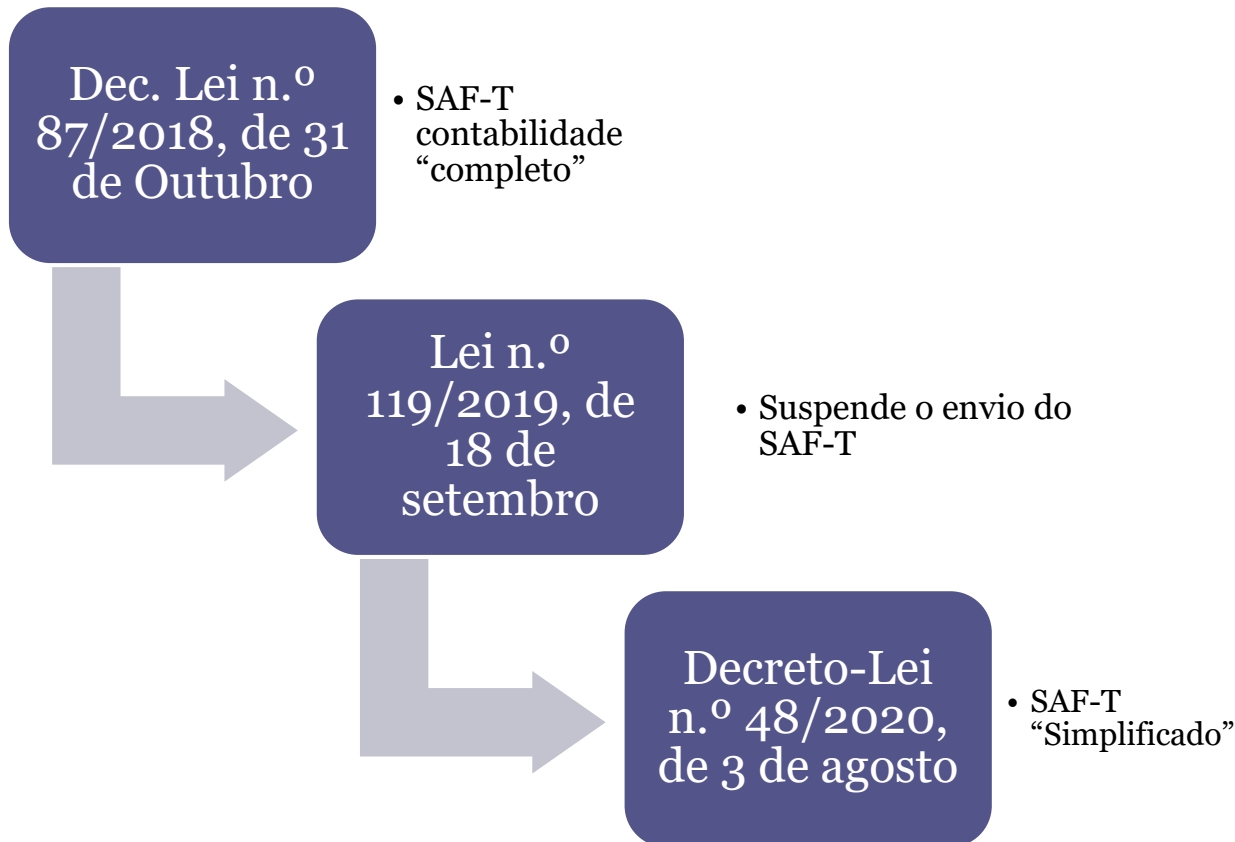 Dec. Lei n.º
87/2018, de 31
de Outubro
• SAF-T
contabilidade
“completo”
Lei n.º
119/2019, de
18 de
setembro
• Suspende o envio do
SAF-T
Decreto-Lei
n.º 48/2020,
de 3 de agosto
• SAF-T
“Simplificado”